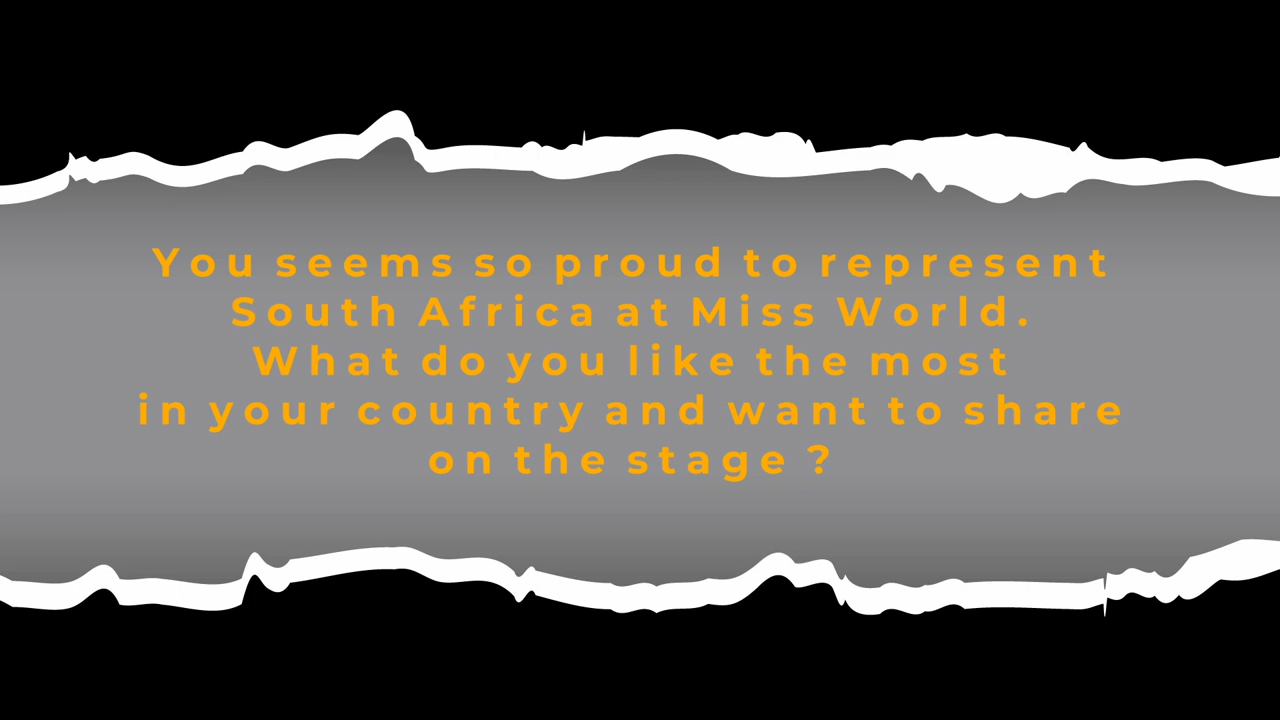 You seems so proud to represent
South Africa at Miss World.
What do you like the most
in your country and want to share
on the stage ?